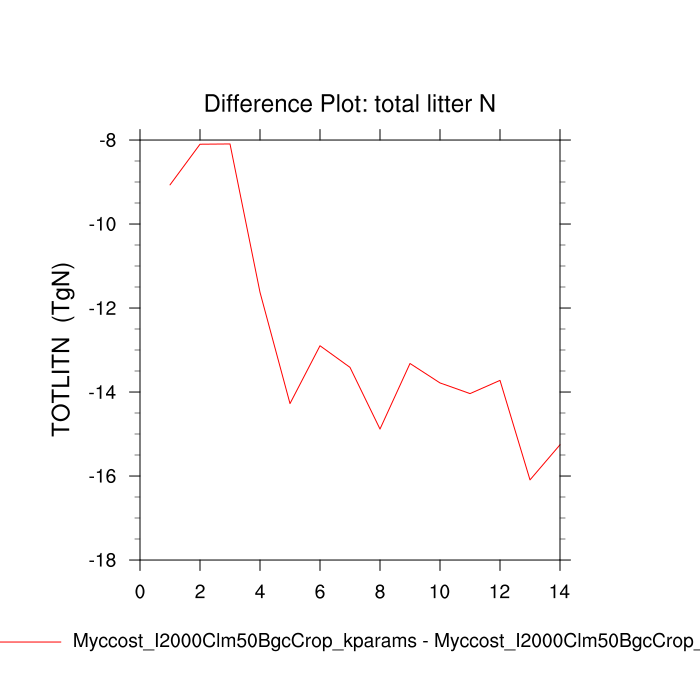 Difference Plot: total litter N
TOTLITN (TgN)
-8
-10
-12
-14
-16
-18
0 2 4 6 8 10 12 14
Myccost_I2000Clm50BgcCrop_kparams - Myccost_I2000Clm50BgcCrop_